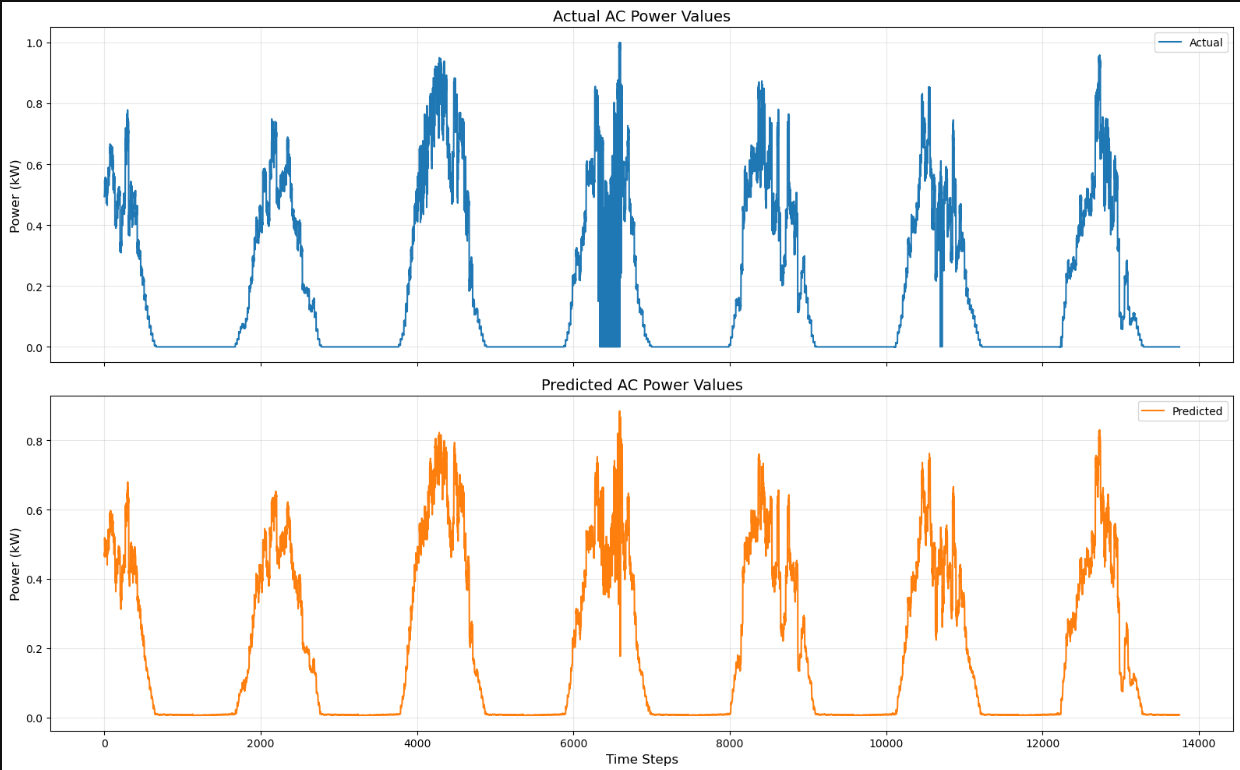 Actual AC Power Values
Actual
Power (kW)
1.0
0.8
0.6
0.4
0.2
0.0
Predicted AC Power Values
Predicted
Power (kW)
0.8
0.6
0.4
0.2
0.0
0 2000 4000 6000 8000 10000 12000 14000
Time Steps